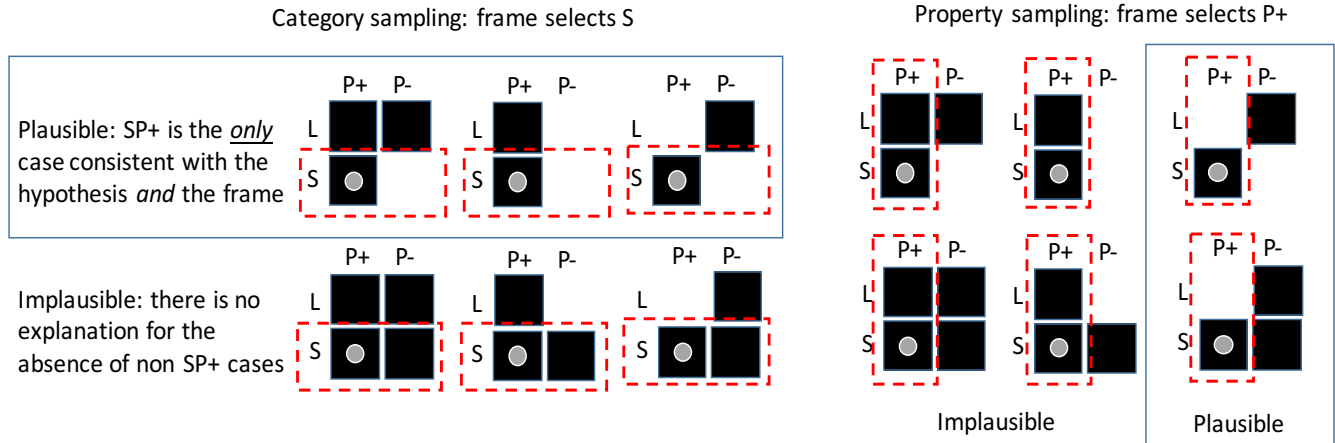 Category sampling: frame selects S
Property sampling: frame selects P+
Plausible: SP+ is the only
case consistent with the
hypothesis and the frame
P+ P-
L
S
P+ P-
L
S
P+ P-
L
S
Implausible: there is no
explanation for the
absence of non SP+ cases
P+ P-
L
S
P+ P-
L
S
P+ P-
L
S
P+ P-
L
S
P+ P-
L
S
P+ P-
L
S
P+ P-
L
S
P+ P-
L
S
P+ P-
L
S
Implausible
Plausible